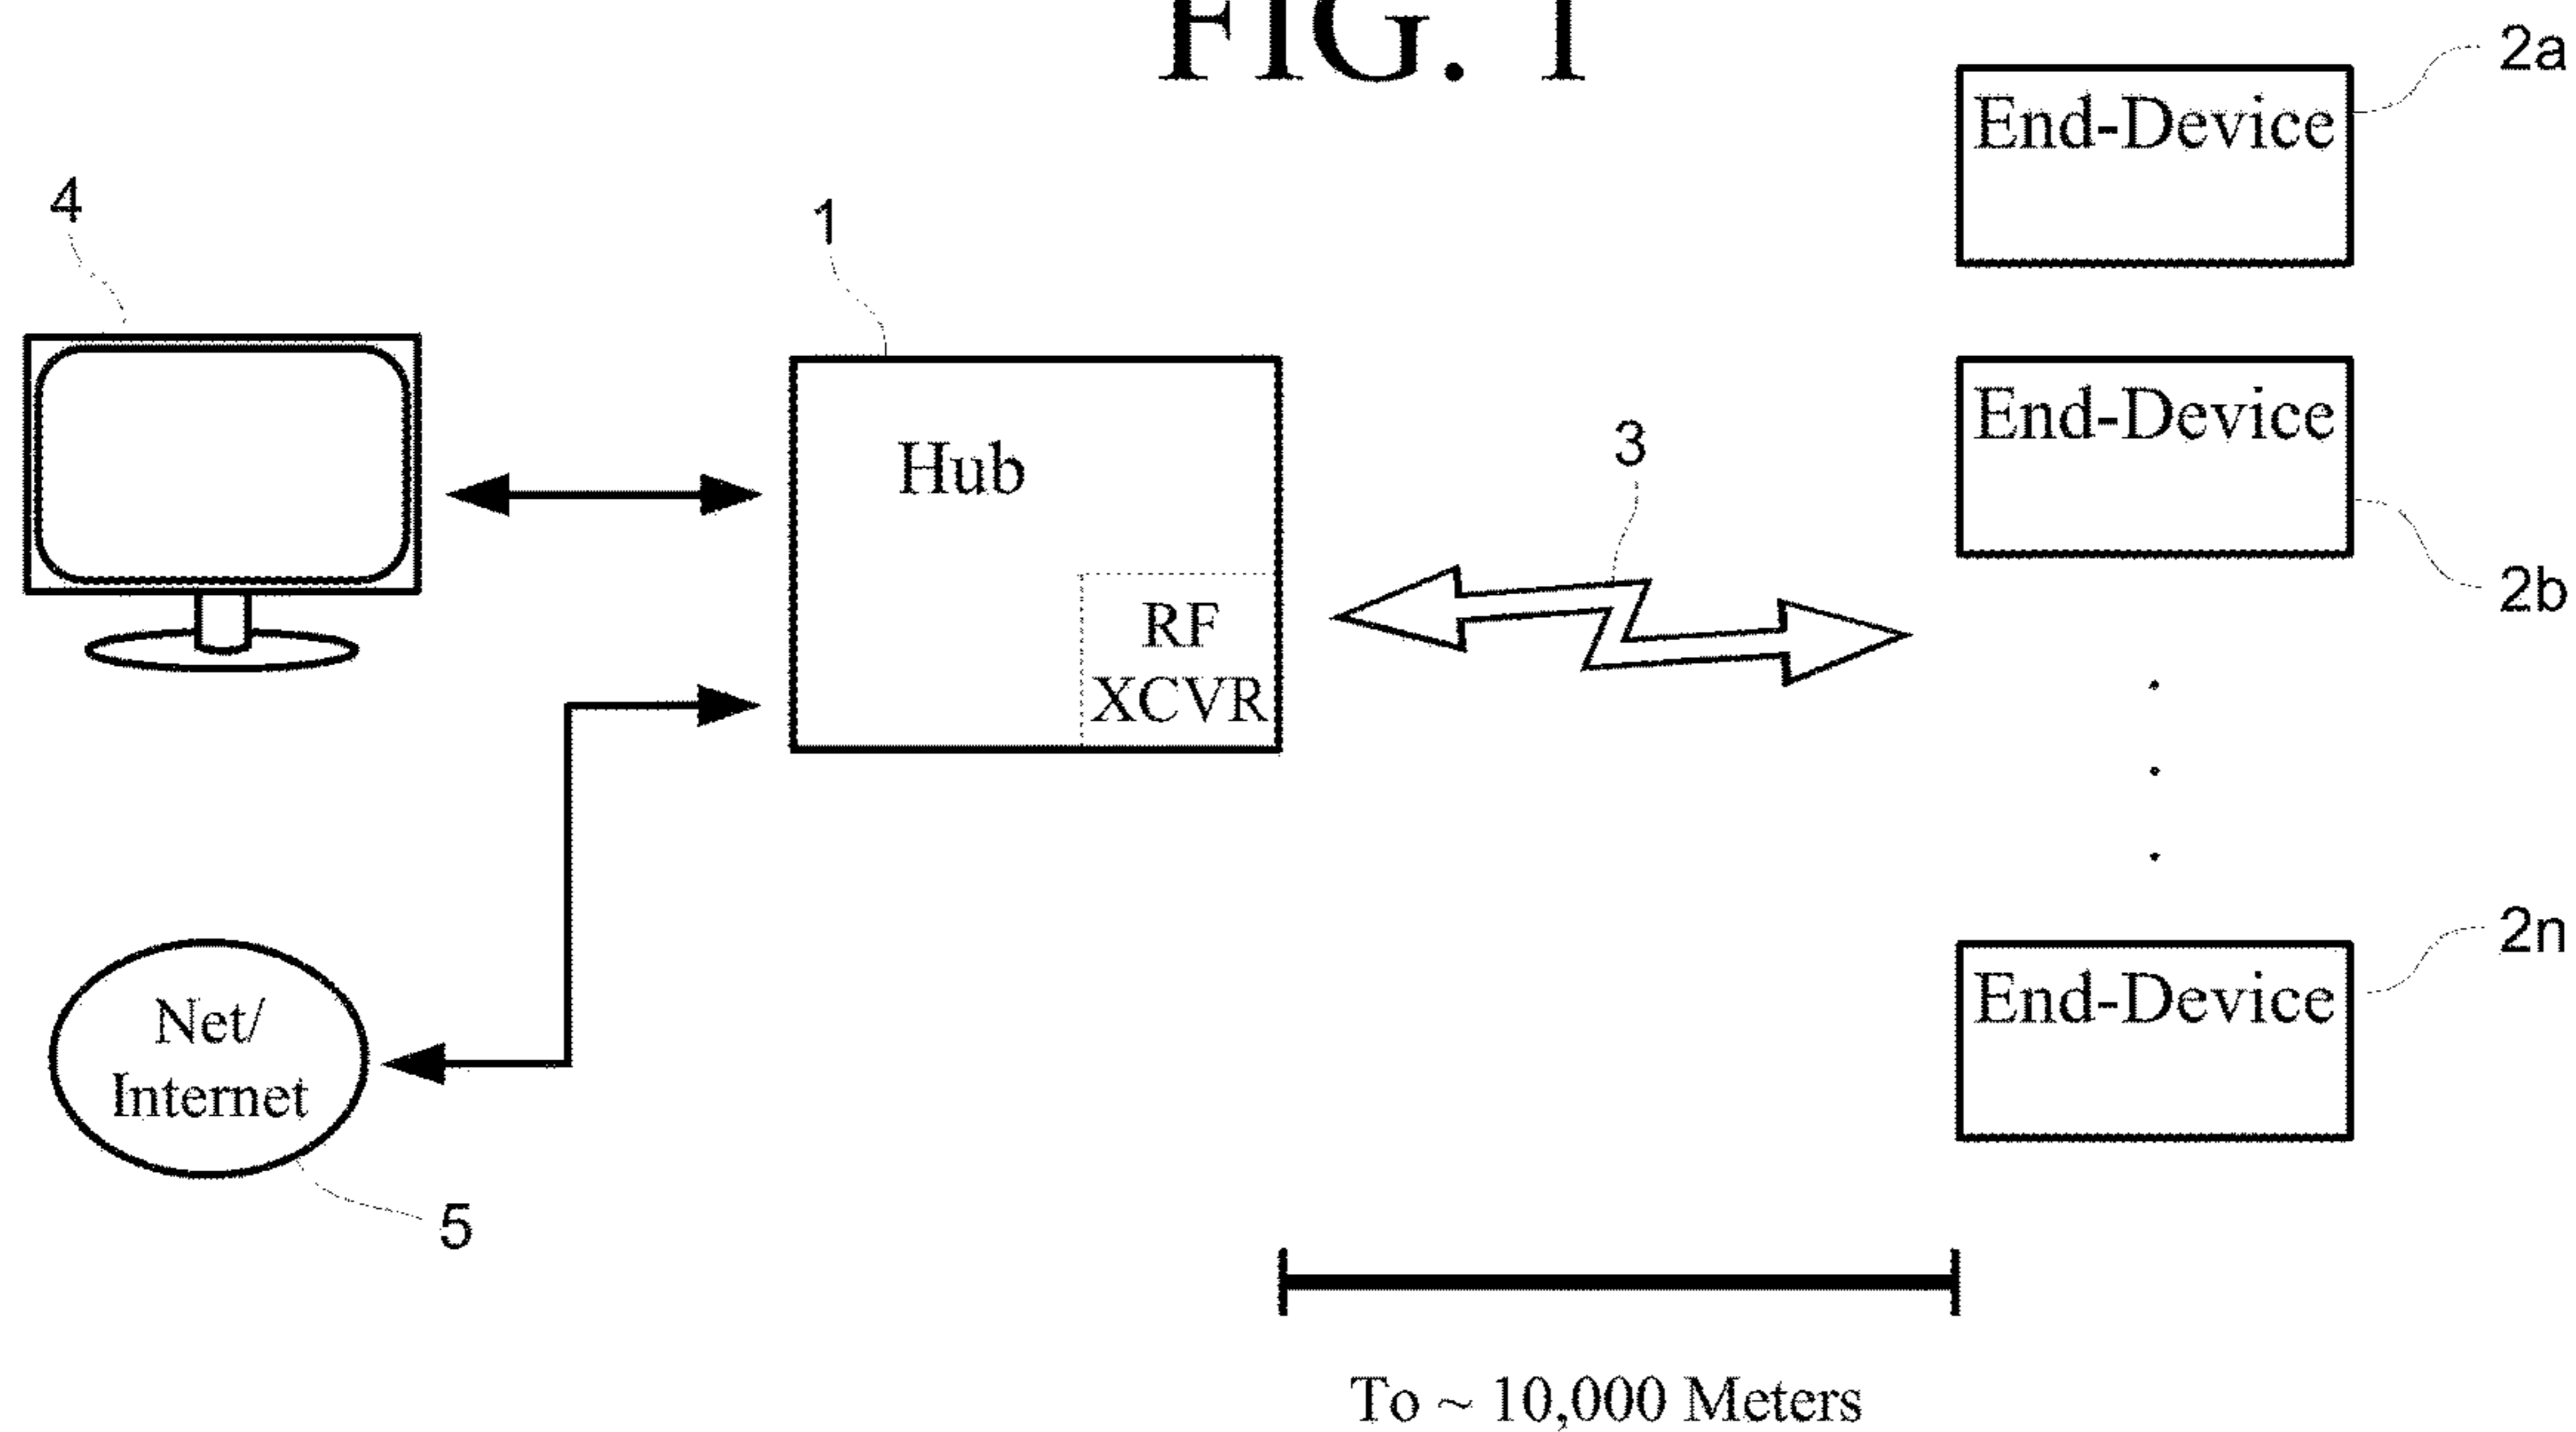 FIG. 1
2a
End-Device
4
1
End-Device
Hub
3
2b
RF
XCVR
2n
End-Device
Net/
Internet
5
To ~ 10,000 Meters